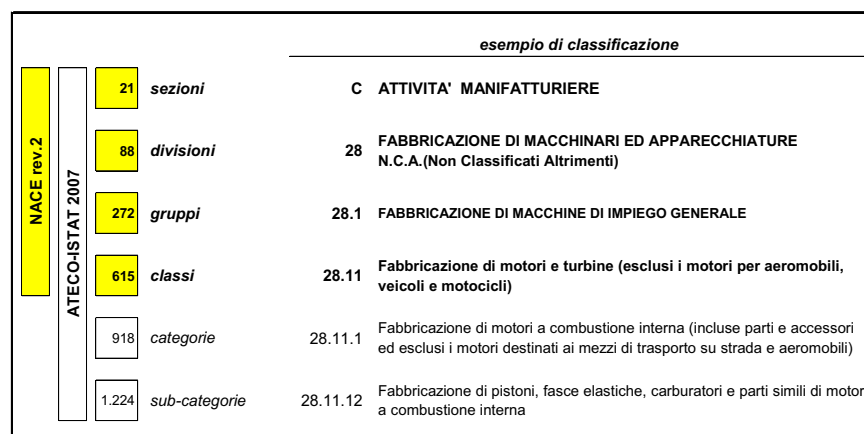 esempio di classificazione
NACE rev.2
ATECO-ISTAT 2007
21 sezioni C ATTIVITA' MANIFATTURIERE
88 divisioni 28 FABBRICAZIONE DI MACCHINARI ED APPARECCHIATURE
N.C.A.(Non Classificati Altrimenti)
272 gruppi 28.1 FABBRICAZIONE DI MACCHINE DI IMPIEGO GENERALE
615 classi 28.11 Fabbricazione di motori e turbine (esclusi i motori per aeromobili,
veicoli e motocicli)
918 categorie 28.11.1 Fabbricazione di motori a combustione interna (incluse parti e accessori
ed esclusi i motori destinati ai mezzi di trasporto su strada e aeromobili)
1.224 sub-categorie 28.11.12 Fabbricazione di pistoni, fasce elastiche, carburatori e parti simili di motor
a combustione interna